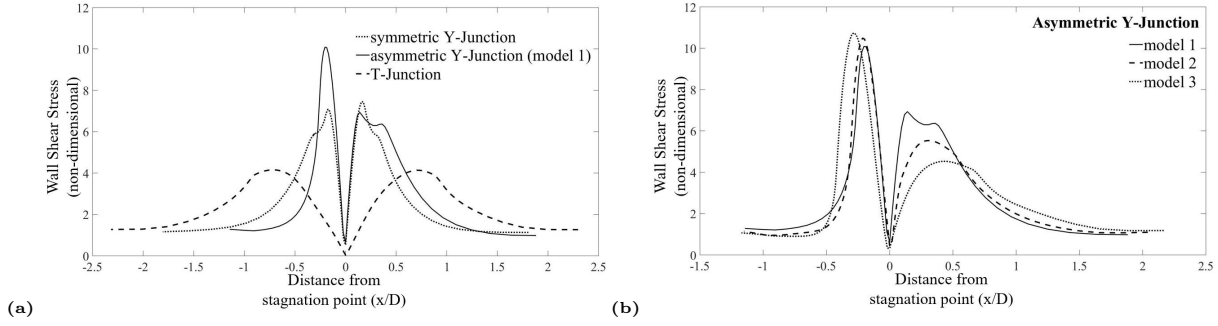 12
10
8
6
4
2
0
Wall Shear Stress
(non-dimensional)
symmetric Y-Junction
asymmetric Y-Junction (model 1)
T-Junction
-2.5 -2 -1.5 -1 -0.5 0 0.5 1 1.5 2 2.5
Distance from
stagnation point (x/D)
(a)
12
10
8
6
4
2
0
Wall Shear Stress
(non-dimensional)
Asymmetric Y-Junction
model 1
model 2
model 3
-1.5 -1 -0.5 0 0.5 1 1.5 2 2.5
Distance from
stagnation point (x/D)
(b)